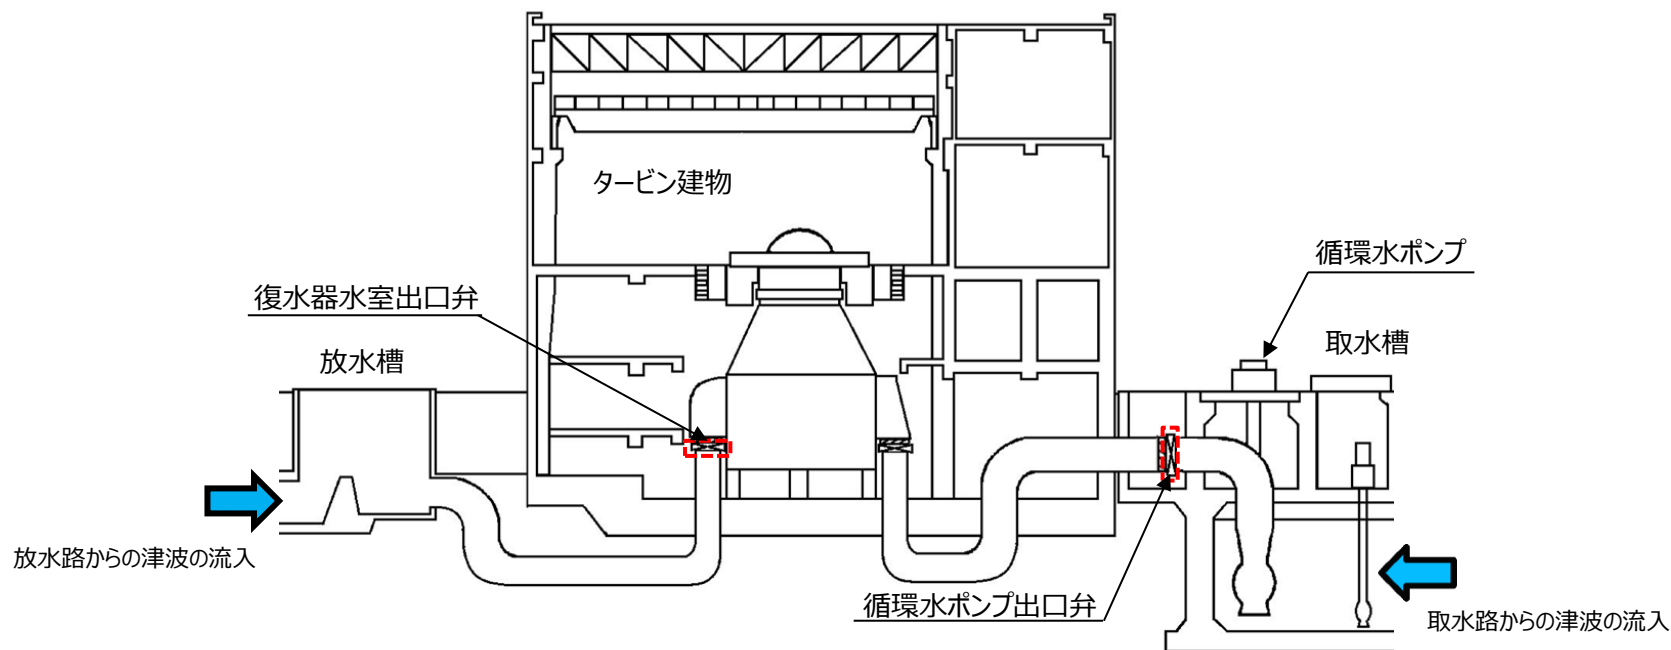 タービン建物
循環水ポンプ
復水器水室出口弁
取水槽
放水槽
放水路からの津波の流入
循環水ポンプ出口弁
取水路からの津波の流入